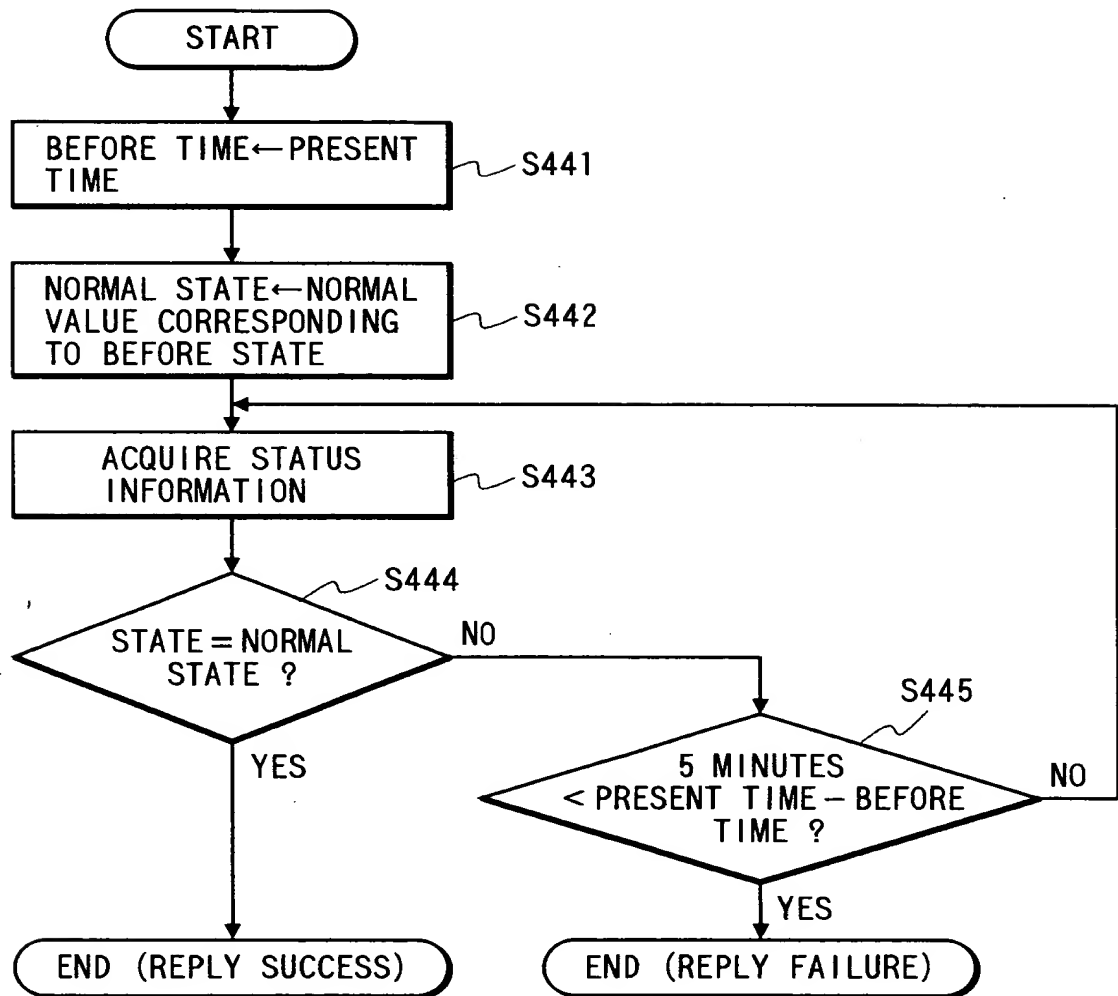 START
BEFORE TIME←PRESENT
TIME
S441
NORMAL STATE←NORMAL
VALUE CORRESPONDING
TO BEFORE STATE
S442
ACQUIRE STATUS
INFORMATION
S443
S444
STATE=NORMAL
STATE ?
NO
YES
S445
5 MINUTES
< PRESENT TIME-BEFORE
TIME ?
NO
YES
END (REPLY SUCCESS)
END (REPLY FAILURE)